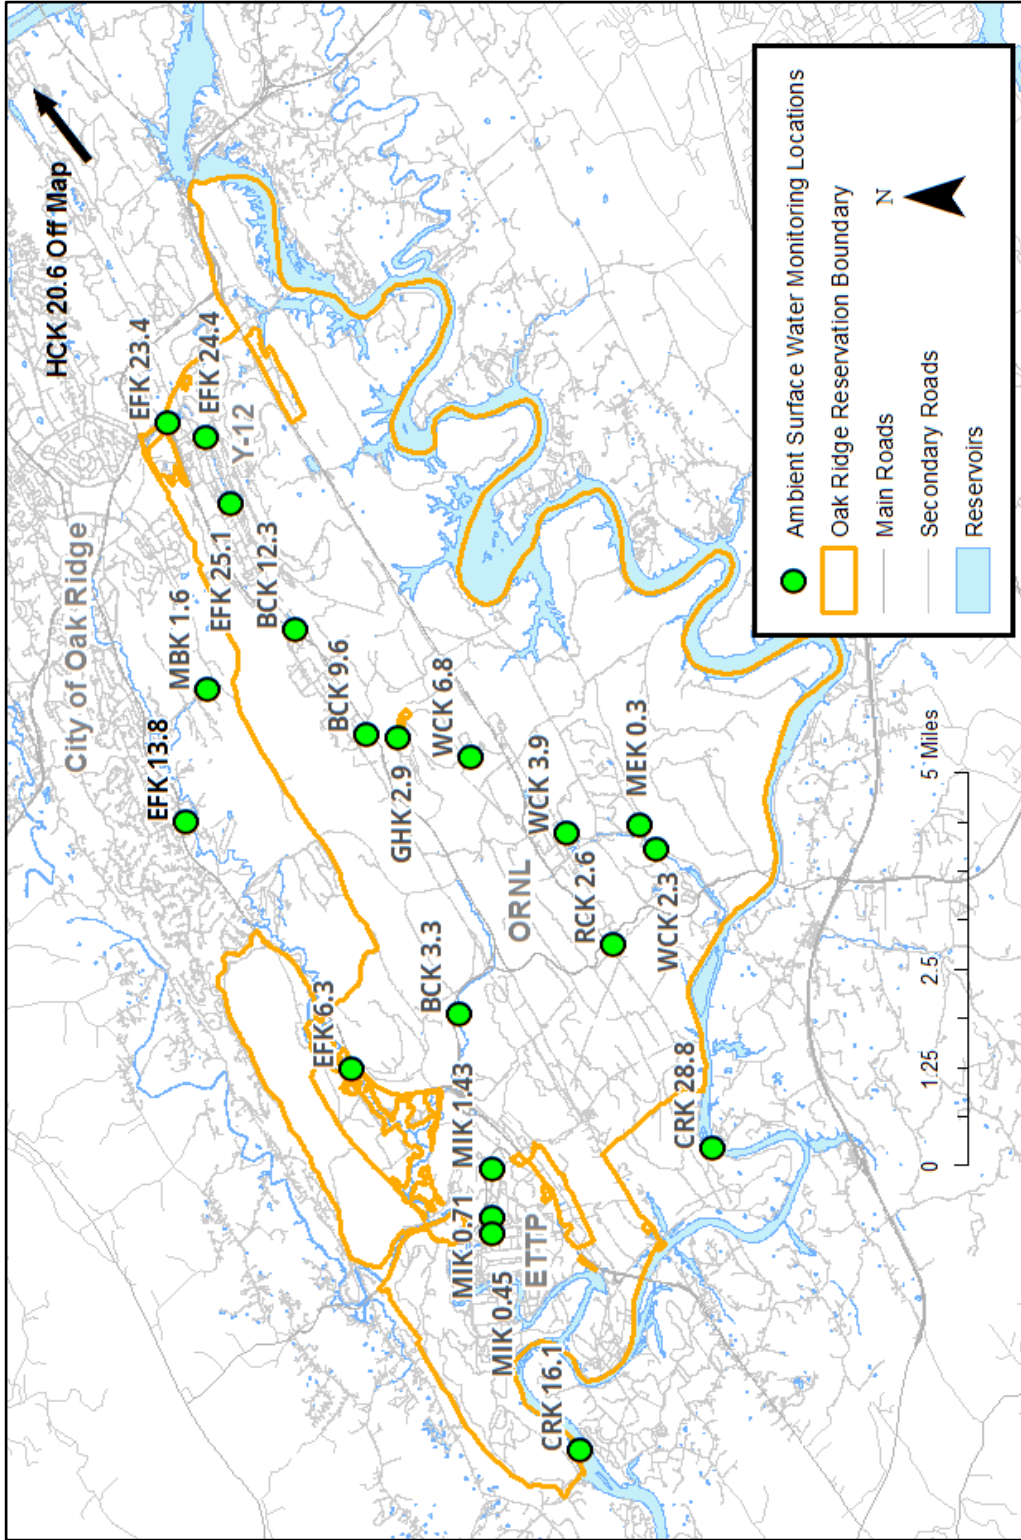 HCK 20.6 Off Map
City of Oak Ridge
EFK 23.4
EFK 24.4
Y-12
EFK 25.1
MBK 1.6
BCK 12.3
EFK 13.8
BCK 9.6
GHK 2.9
WCK 6.8
EFK 6.3
BCK 3.3
ORNL
WCK 3.9
MEK 0.3
RCK 2.6
WCK 2.3
MIK 1.43
MIK 0.71
ETTP
MIK 0.45
CRK 28.8
CRK 16.1
0 1.25 2.5 5 Miles
Ambient Surface Water Monitoring Locations
Oak Ridge Reservation Boundary
Main Roads
Secondary Roads
Reservoirs
N